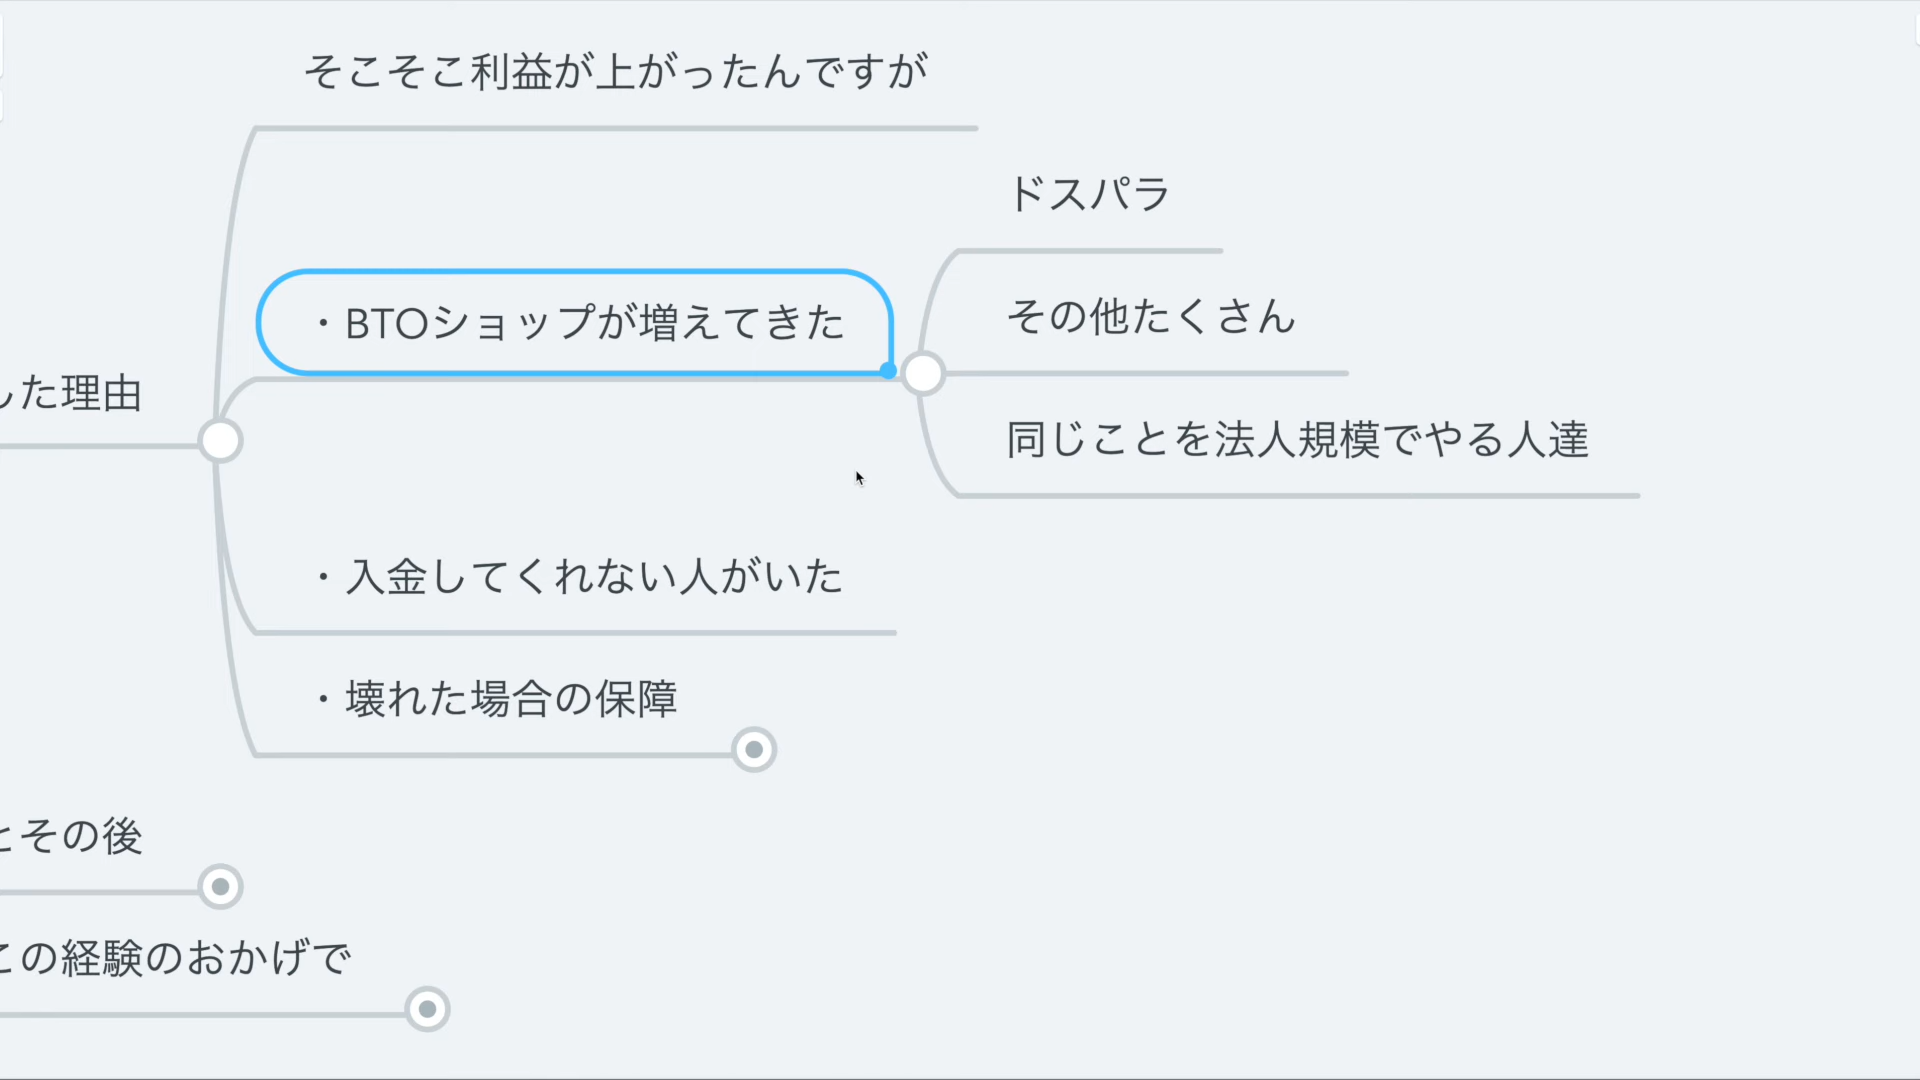 そこそこ利益が上がったんですが
ドスパラ
・BTOショップが増えてきた
その他たくさん
した理由
同じことを法人規模でやる人達
・入金してくれない人がいた
・壊れた場合の保障
とその後
この経験のおかげで